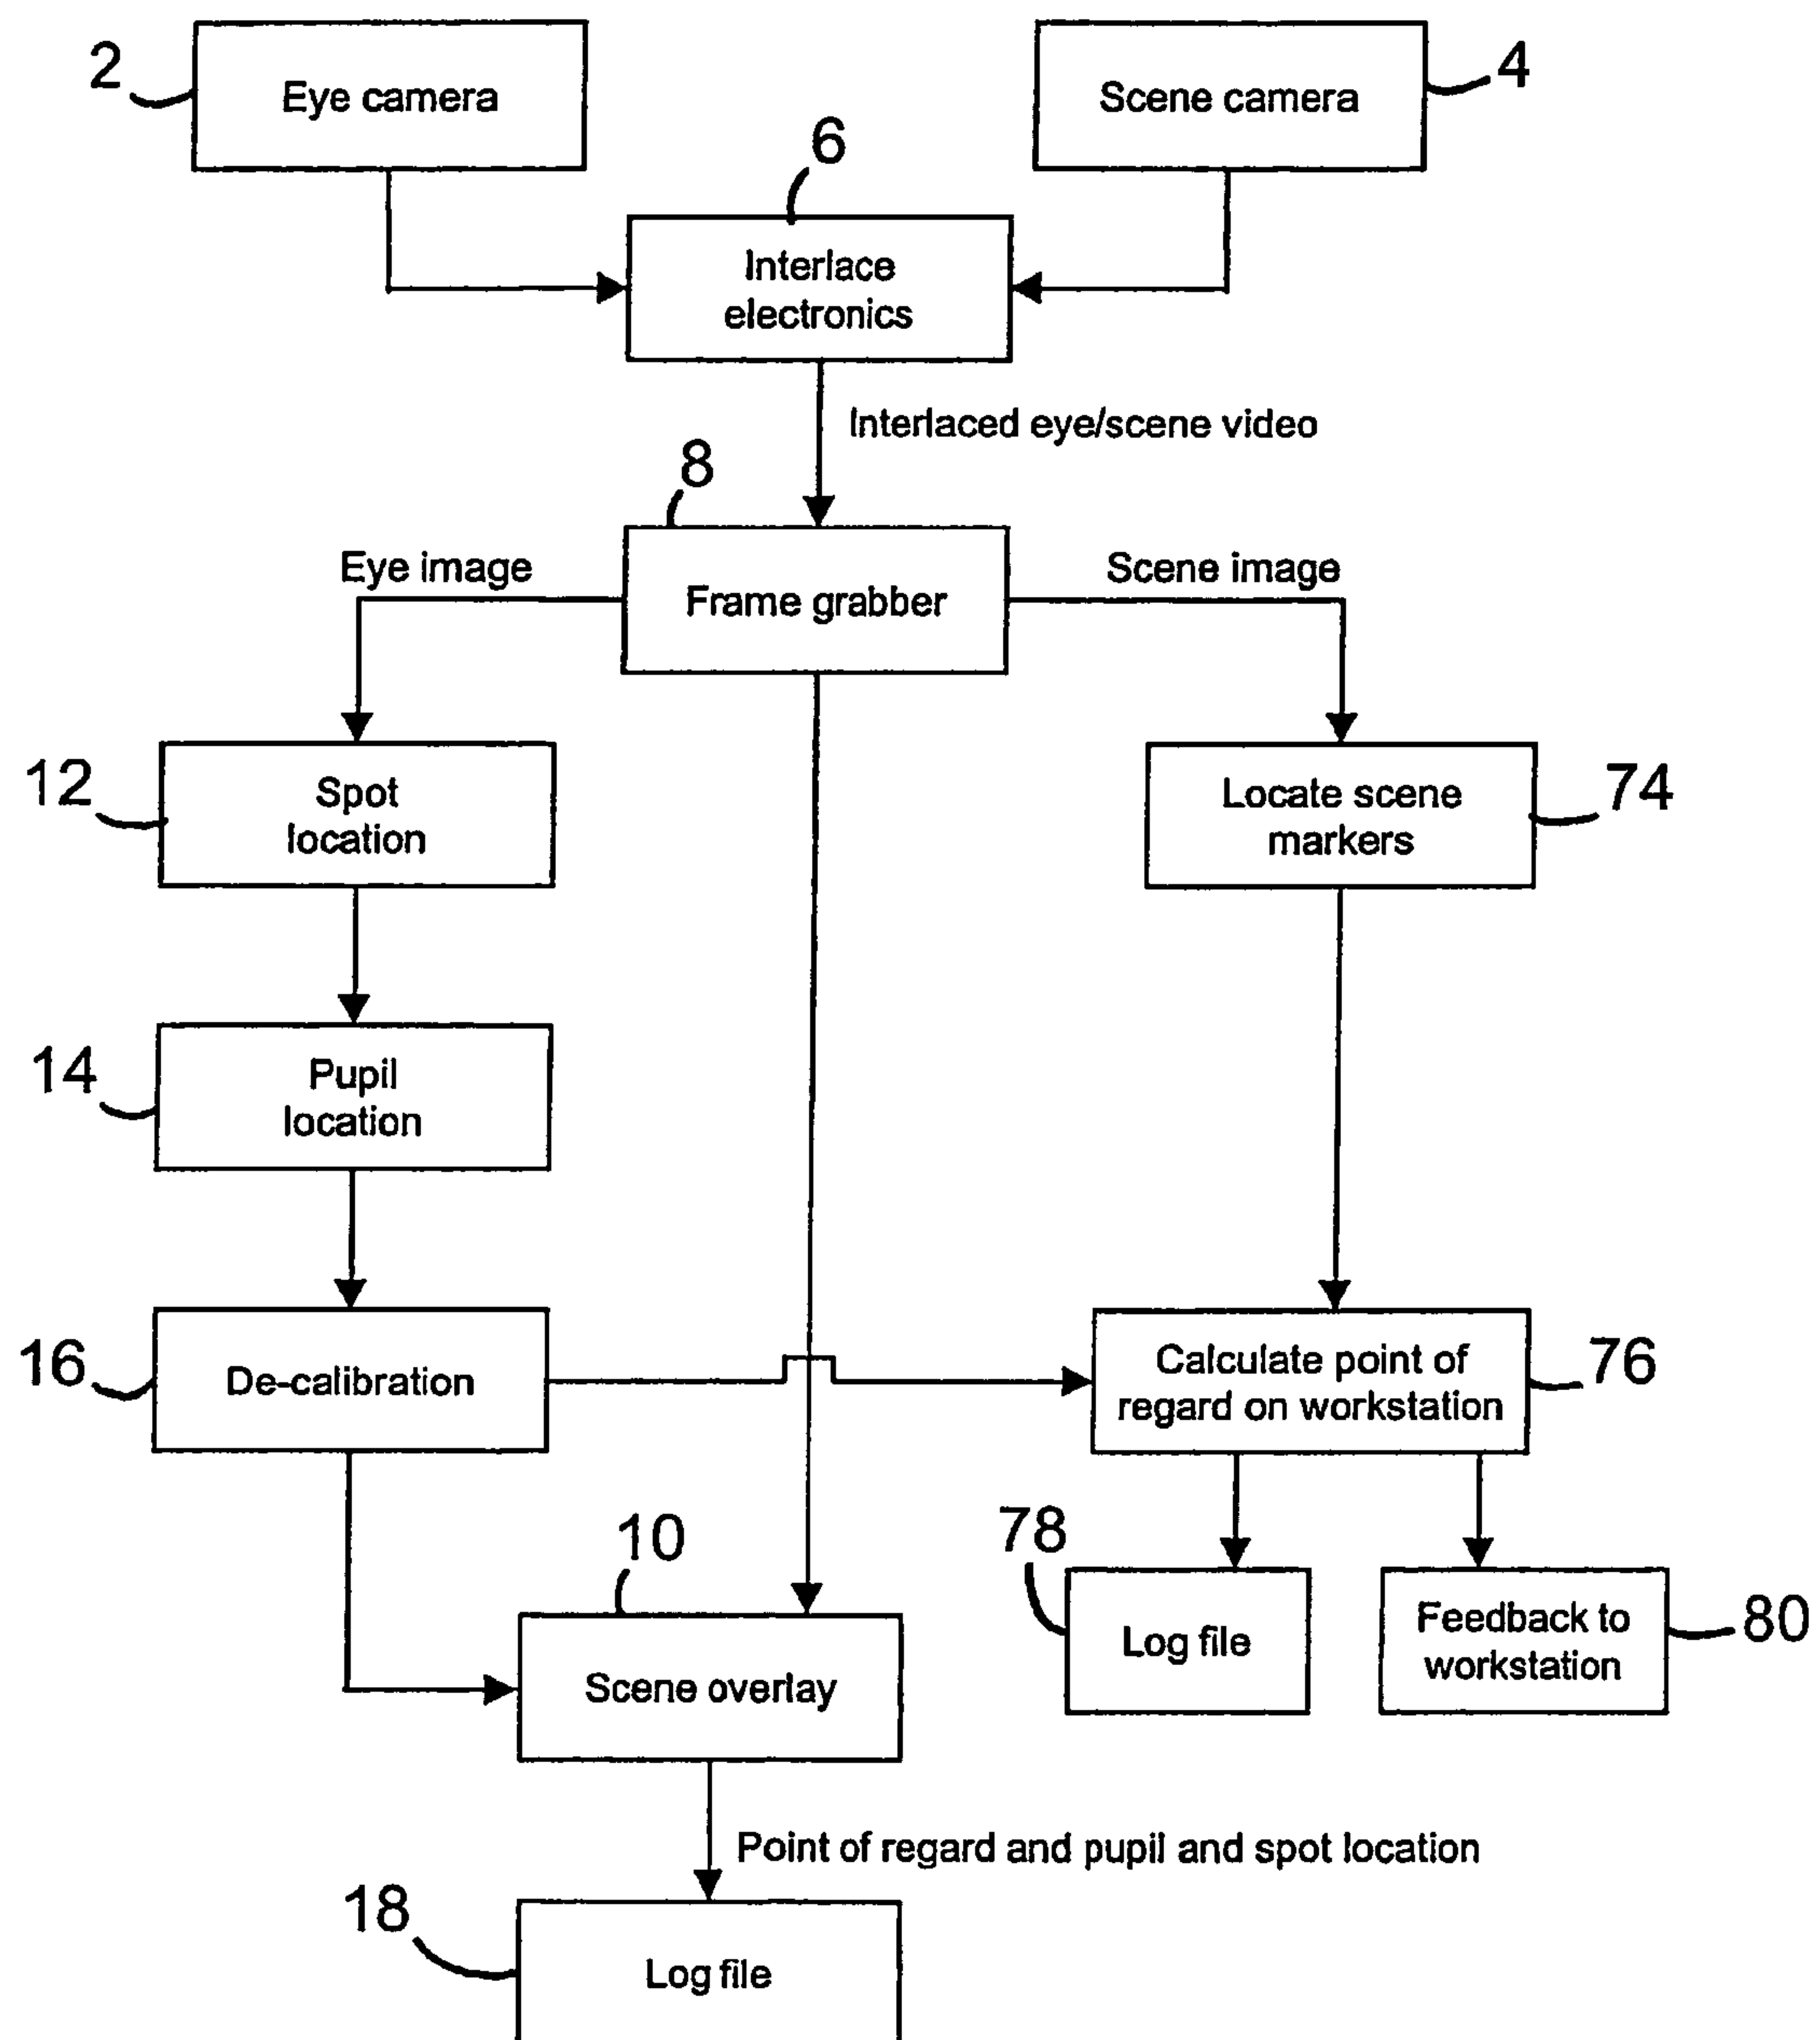 2
Eye camera
Scene camera
4
6
Interlace
electronics
Interlaced eye/scene video
8
Eye image
Frame grabber
Scene image
12
Spot
location
Locate scene
markers
74
14
Pupil
location
16
De-calibration
Calculate point of
regard on workstation
76
10
Scene overlay
78
Log file
Feedback to
workstation
80
Point of regard and pupil and spot location
18
Log file